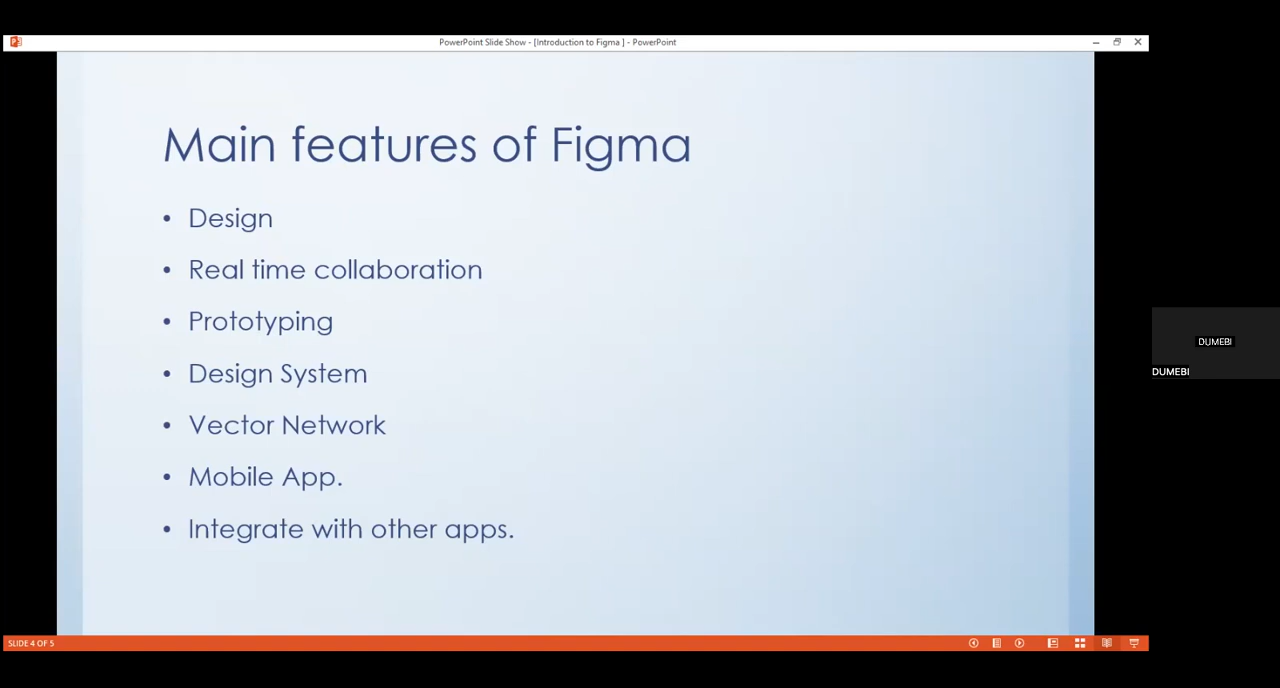 PowerPoint Slide Show - [Introduction to Figma ] - PowerPoint
Main features of Figma
• Design
• Real time collaboration
• Prototyping
• Design System
• Vector Network
• Mobile App.
• Integrate with other apps.
DUMEBI
DUMEBI
SLIDE 4 OF 5